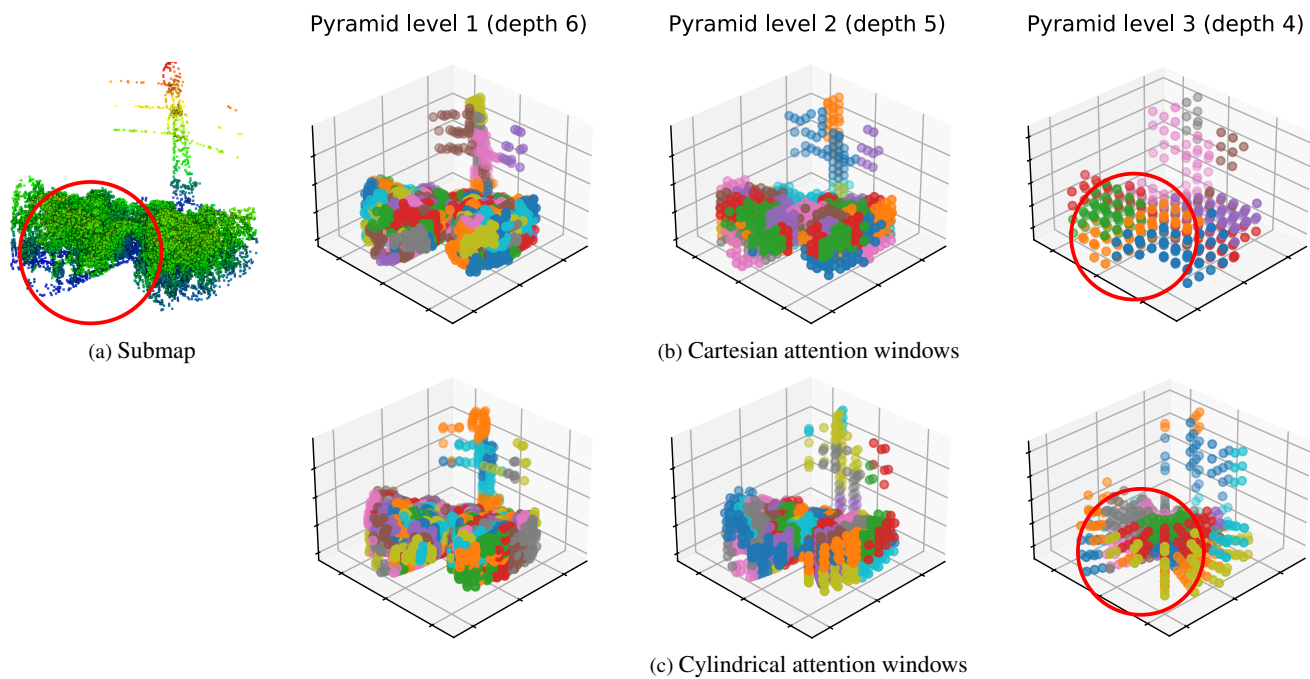 Pyramid level 1 (depth 6)
Pyramid level 2 (depth 5)
Pyramid level 3 (depth 4)
(a) Submap
(b) Cartesian attention windows
(c) Cylindrical attention windows